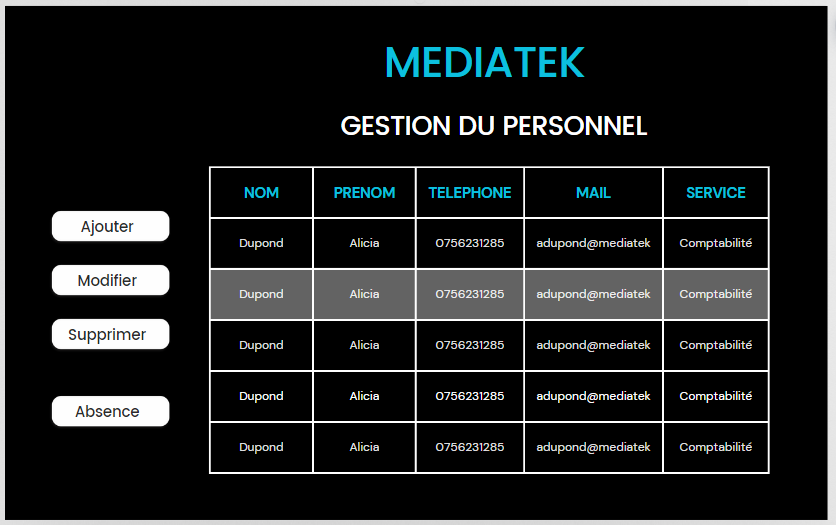 MEDIATEK
GESTION DU PERSONNEL
NOM PRENOM TELEPHONE MAIL SERVICE
Ajouter
Dupond Alicia 0756231285 adupond@mediatek Comptabilité
Modifier
Dupond Alicia 0756231285 adupond@mediatek Comptabilité
Supprimer
Dupond Alicia 0756231285 adupond@mediatek Comptabilité
Dupond Alicia 0756231285 adupond@mediatek Comptabilité
Absence
Dupond Alicia 0756231285 adupond@mediatek Comptabilité